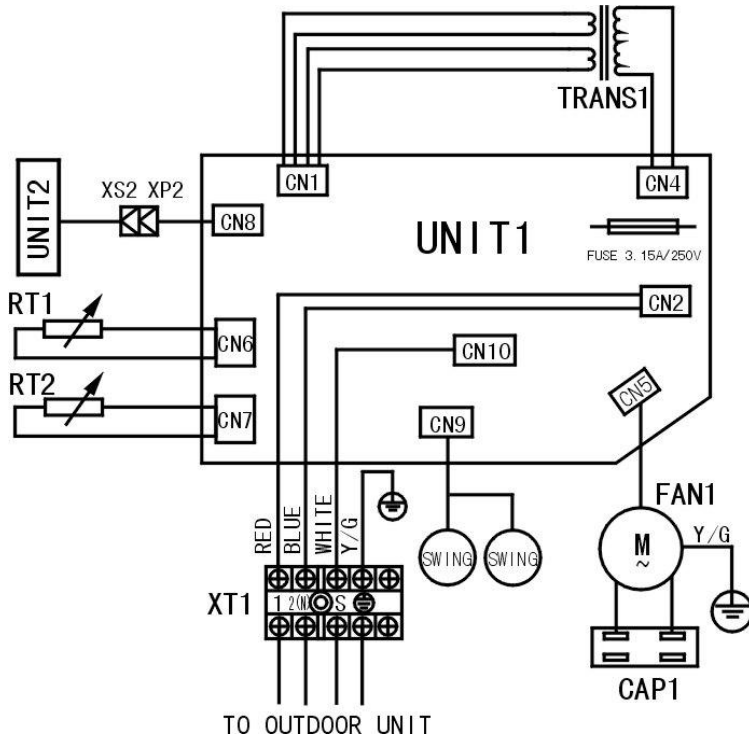 TRANS1
CN1
CN4
UNIT2
XS2 XP2
CN8
UNIT1
FUSE 3.15A/250V
RT1
CN6
CN2
CN10
RT2
CN7
CN9
CN5
FAN1
RED
BLUE
WHITE
Y/G
SWING
SWING
M
~
Y/G
XT1
1 2(N) S
CAP1
TO OUTDOOR UNIT